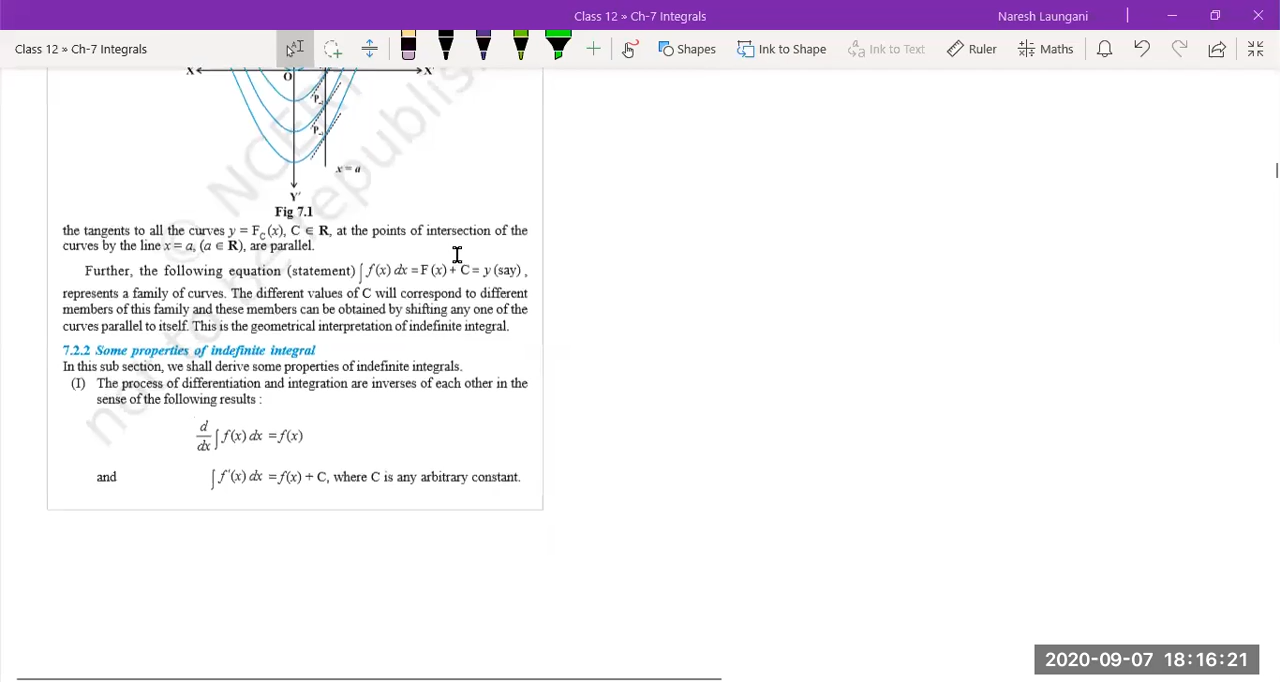 Class 12 » Ch-7 Integrals
Naresh Laungani
Class 12 » Ch-7 Integrals
Shapes
Ink to Shape
Ink to Text
Ruler
Maths
X
O
X'
P
P
x = a
Y'
Fig 7.1
the tangents to all the curves y = F_C(x), C ∈ R, at the points of intersection of the
curves by the line x = a, (a ∈ R), are parallel.
Further, the following equation (statement) ∫ f(x) dx = F (x) + C = y (say) ,
represents a family of curves. The different values of C will correspond to different
members of this family and these members can be obtained by shifting any one of the
curves parallel to itself. This is the geometrical interpretation of indefinite integral.
7.2.2 Some properties of indefinite integral
In this sub section, we shall derive some properties of indefinite integrals.
(I) The process of differentiation and integration are inverses of each other in the
sense of the following results :
d/dx ∫ f(x) dx = f(x)
and ∫ f'(x) dx = f(x) + C, where C is any arbitrary constant.
© NCERT
not to be republis
2020-09-07 18:16:21